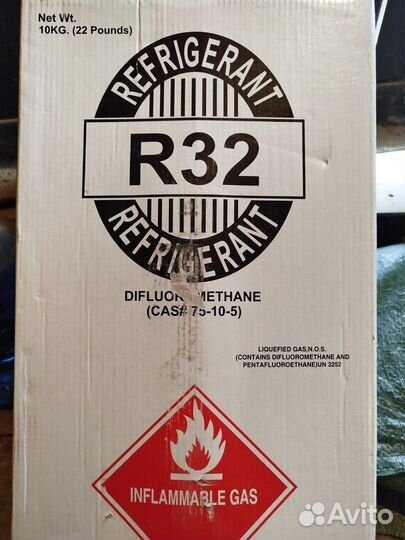 Net Wt.
10KG. (22 Pounds)
REFRIGERANT
R32
REFRIGERANT
DIFLUOROMETHANE
(CAS# 75-10-5)
LIQUEFIED GAS,N.O.S.
(CONTAINS DIFLUOROMETHANE AND
PENTAFLUOROETHANE)UN 3252
INFLAMMABLE GAS
Avito